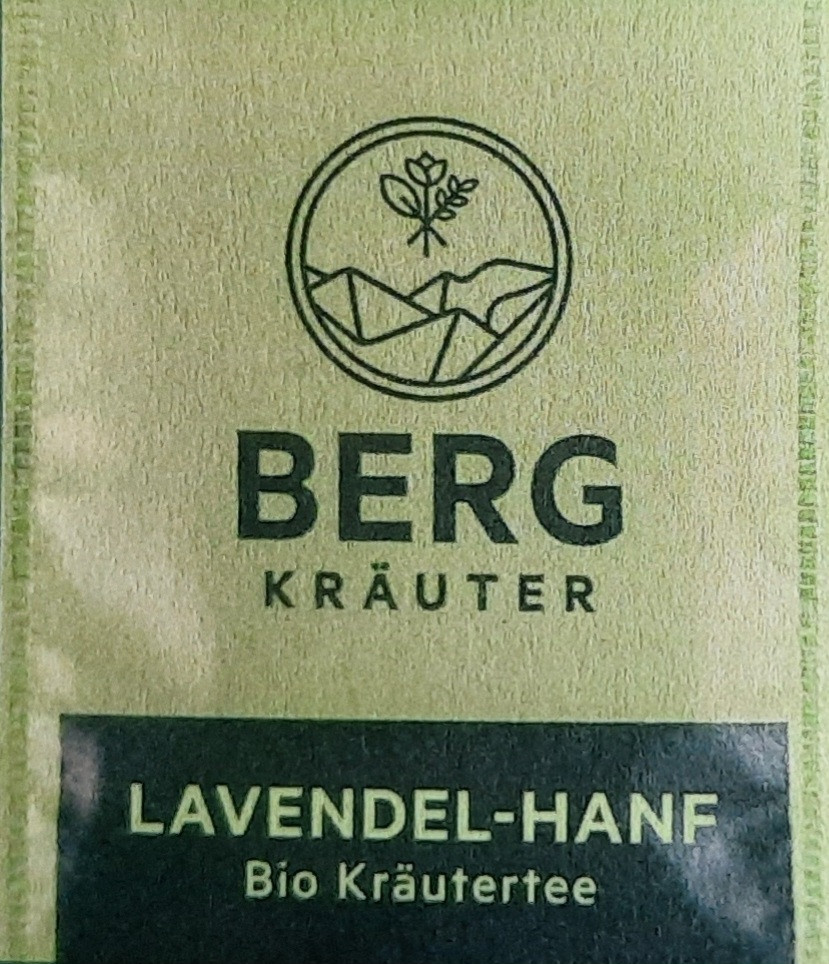 BERG
KRÄUTER
LAVENDEL-HANF
Bio Kräutertee